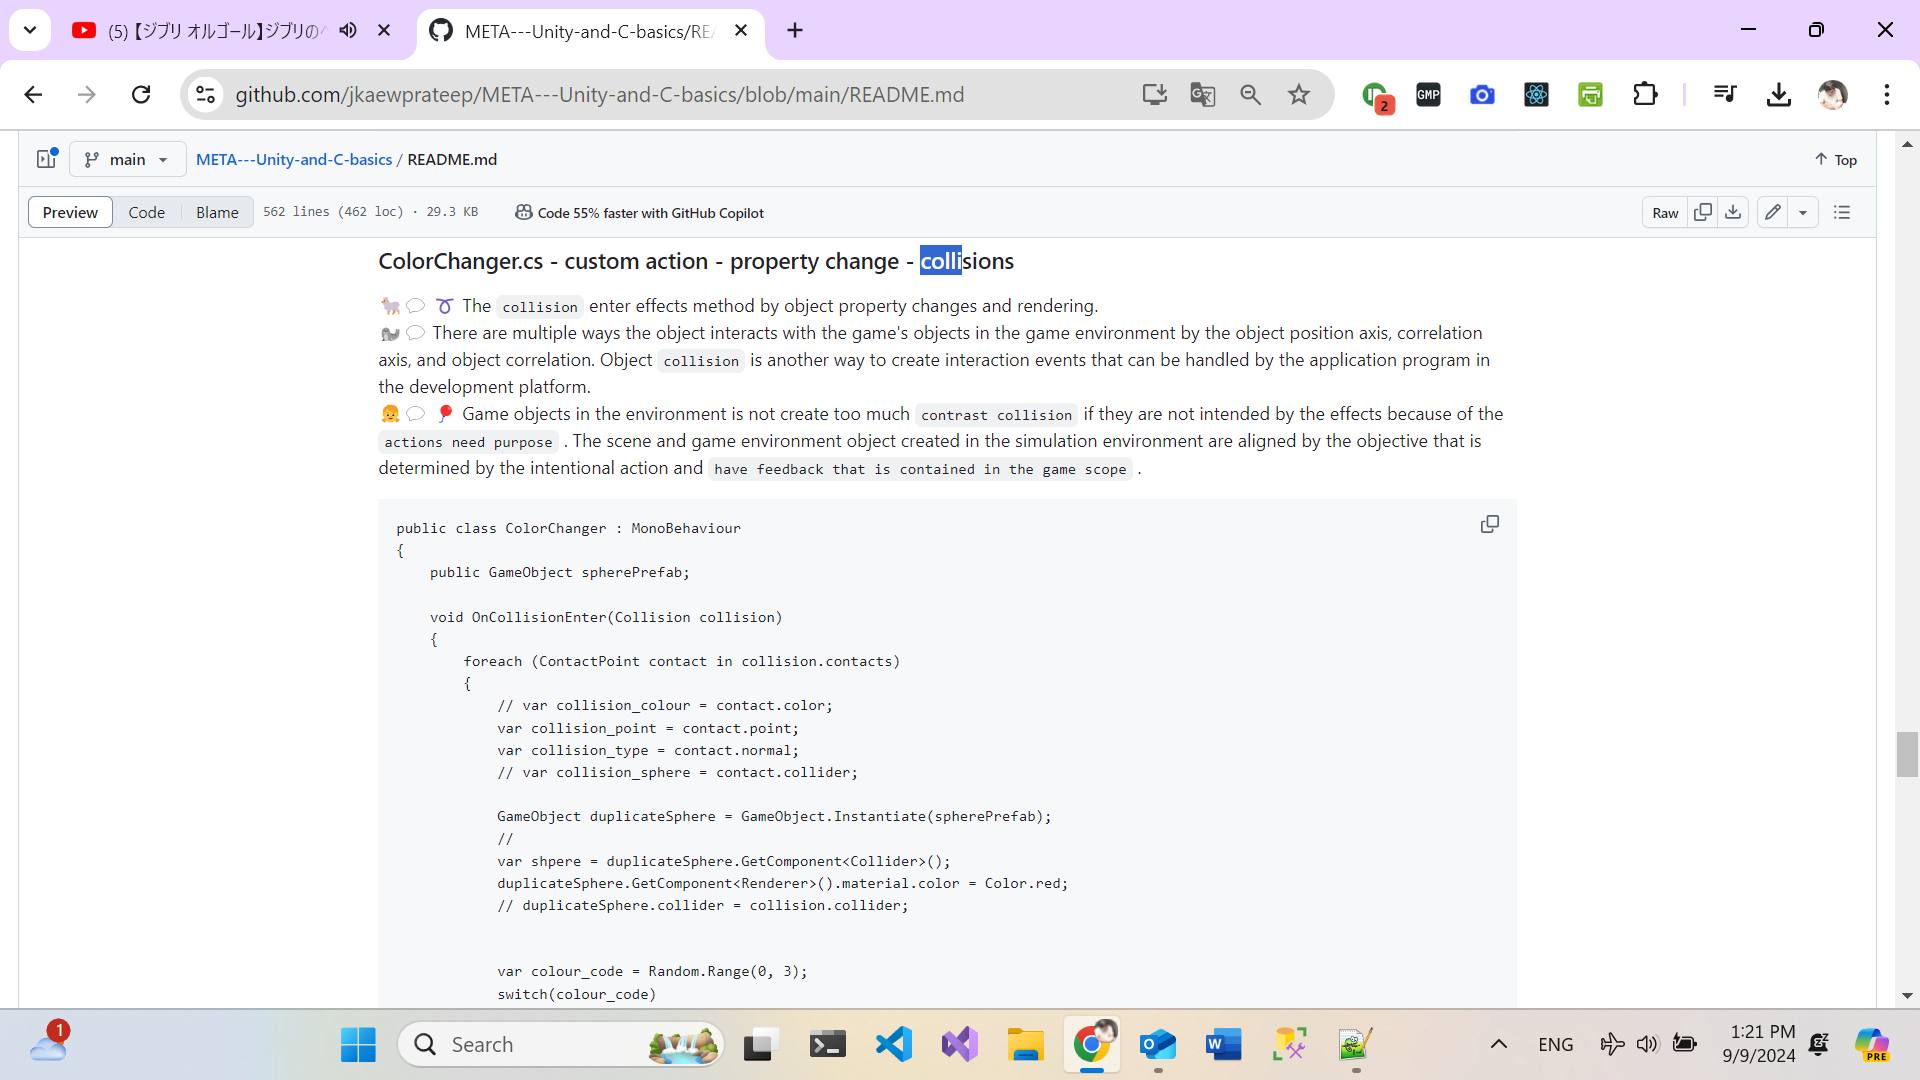 (5) 【ジブリ オルゴール】ジブリの
META---Unity-and-C-basics/RE
github.com/jkaewprateep/META---Unity-and-C-basics/blob/main/README.md
2
GMP
main
META---Unity-and-C-basics / README.md
Top
Preview
Code
Blame
562 lines (462 loc) · 29.3 KB
Code 55% faster with GitHub Copilot
Raw
ColorChanger.cs - custom action - property change - collisions
🐐💬 ➰ The collision enter effects method by object property changes and rendering.
🦭💬 There are multiple ways the object interacts with the game's objects in the game environment by the object position axis, correlation
axis, and object correlation. Object collision is another way to create interaction events that can be handled by the application program in
the development platform.
👧💬 🎈 Game objects in the environment is not create too much contrast collision if they are not intended by the effects because of the
actions need purpose . The scene and game environment object created in the simulation environment are aligned by the objective that is
determined by the intentional action and have feedback that is contained in the game scope .
public class ColorChanger : MonoBehaviour
{
public GameObject spherePrefab;
void OnCollisionEnter(Collision collision)
{
foreach (ContactPoint contact in collision.contacts)
{
// var collision_colour = contact.color;
var collision_point = contact.point;
var collision_type = contact.normal;
// var collision_sphere = contact.collider;
GameObject duplicateSphere = GameObject.Instantiate(spherePrefab);
//
var shpere = duplicateSphere.GetComponent<Collider>();
duplicateSphere.GetComponent<Renderer>().material.color = Color.red;
// duplicateSphere.collider = collision.collider;
var colour_code = Random.Range(0, 3);
switch(colour_code)
1
Search
ENG
1:21 PM
9/9/2024
PRE